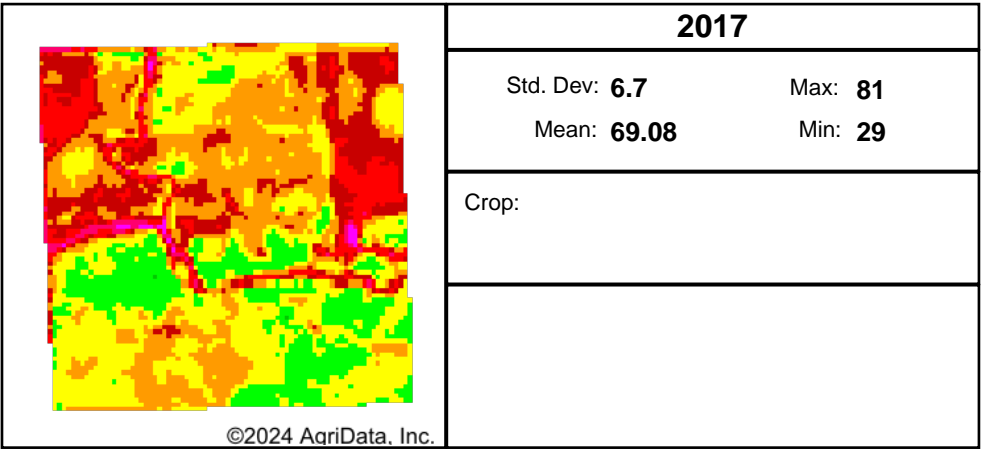 2017
Std. Dev: 6.7 Max: 81
Mean: 69.08 Min: 29
Crop:
©2024 AgriData, Inc.